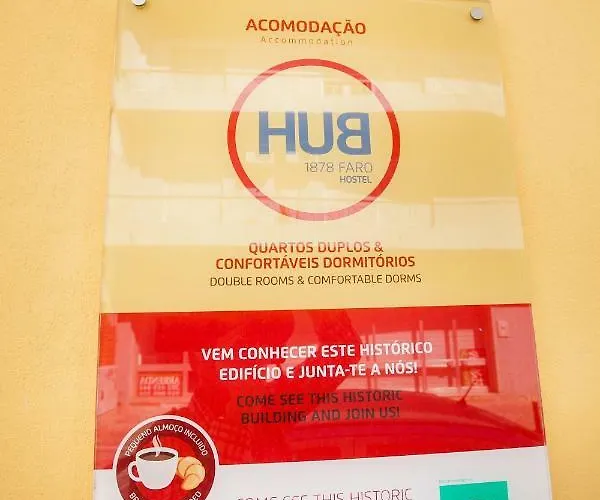 ACOMODAÇÃO
Accommodation
HUB
1878 FARO
HOSTEL
QUARTOS DUPLOS &
CONFORTÁVEIS DORMITÓRIOS
DOUBLE ROOMS & COMFORTABLE DORMS
VEM CONHECER ESTE HISTÓRICO
EDIFÍCIO E JUNTA-TE A NÓS!
COME SEE THIS HISTORIC
BUILDING AND JOIN US!
PEQUENO ALMOÇO INCLUIDO
COME SEE THIS HISTORIC